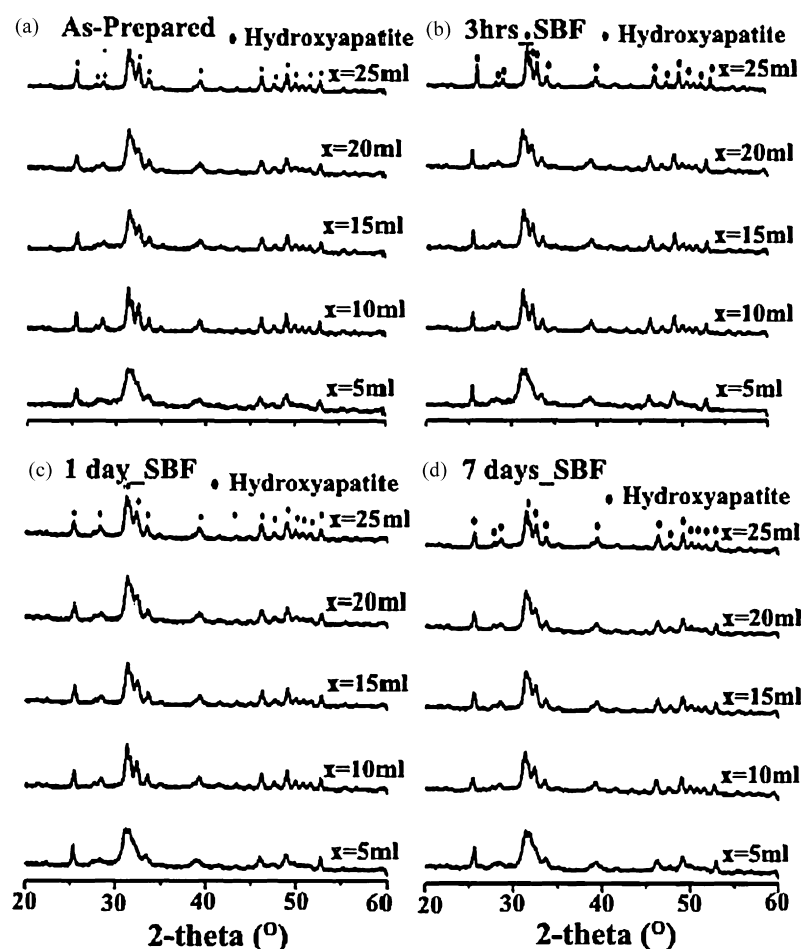 (a) As-Prepared
• Hydroxyapatite
x=25ml
x=20ml
x=15ml
x=10ml
x=5ml
(b) 3hrs_SBF
• Hydroxyapatite
x=25ml
x=20ml
x=15ml
x=10ml
x=5ml
(c) 1 day_SBF
• Hydroxyapatite
x=25ml
x=20ml
x=15ml
x=10ml
x=5ml
20 30 40 50 60
2-theta (O)
(d) 7 days_SBF
• Hydroxyapatite
x=25ml
x=20ml
x=15ml
x=10ml
x=5ml
20 30 40 50 60
2-theta (O)